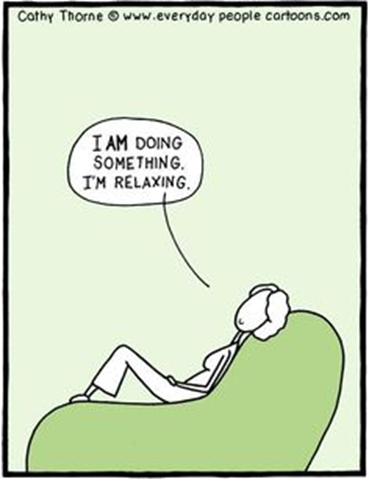 Cathy Thorne © www.everyday people cartoons.com
I AM DOING
SOMETHING.
I'M RELAXING.